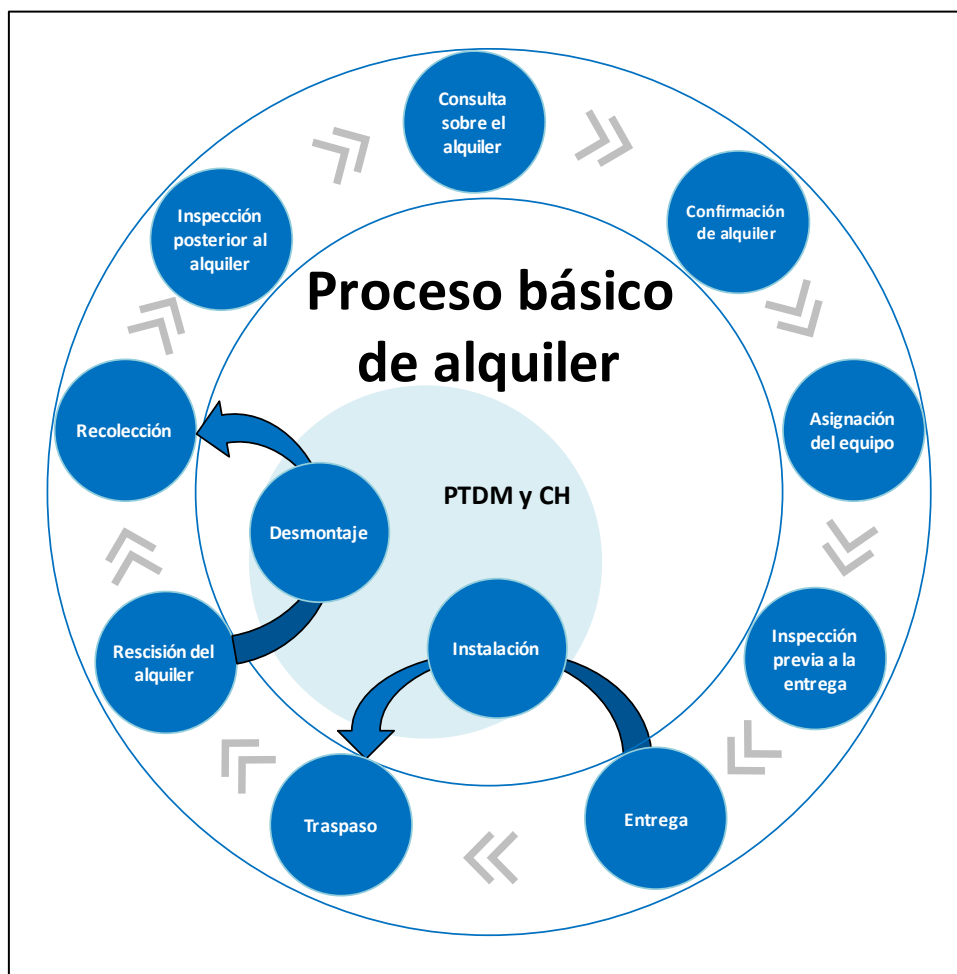 Proceso básico
de alquiler
Consulta
sobre el
alquiler
Confirmación
de alquiler
Asignación
del equipo
Inspección
previa a la
entrega
Entrega
Instalación
Traspaso
Rescisión del
alquiler
Desmontaje
Recolección
Inspección
posterior al
alquiler
PTDM y CH